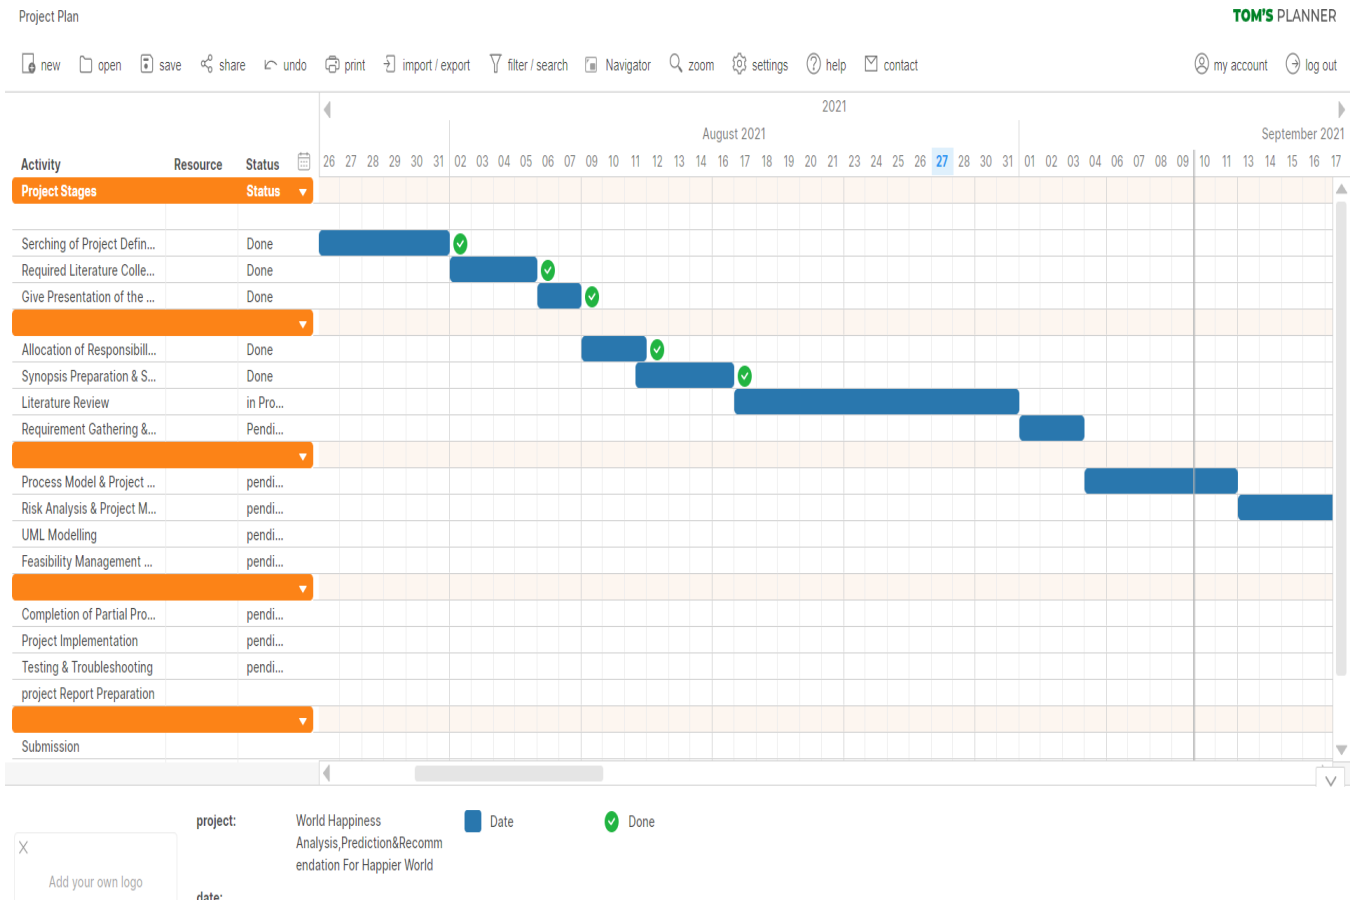 Project Plan
TOM'S PLANNER
new open save share undo print import / export filter / search Navigator zoom settings help contact my account log out
2021
August 2021 September 2021
Activity Resource Status 26 27 28 29 30 31 02 03 04 05 06 07 09 10 11 12 13 14 16 17 18 19 20 21 23 24 25 26 27 28 30 31 01 02 03 04 06 07 08 09 10 11 13 14 15 16 17
Project Stages Status
Serching of Project Defin... Done
Required Literature Colle... Done
Give Presentation of the ... Done
Allocation of Responsibill... Done
Synopsis Preparation & S... Done
Literature Review in Pro...
Requirement Gathering &... Pendi...
Process Model & Project ... pendi...
Risk Analysis & Project M... pendi...
UML Modelling pendi...
Feasibility Management ... pendi...
Completion of Partial Pro... pendi...
Project Implementation pendi...
Testing & Troubleshooting pendi...
project Report Preparation
Submission
project: World Happiness Date Done
Analysis,Prediction&Recomm
endation For Happier World
Add your own logo
date: